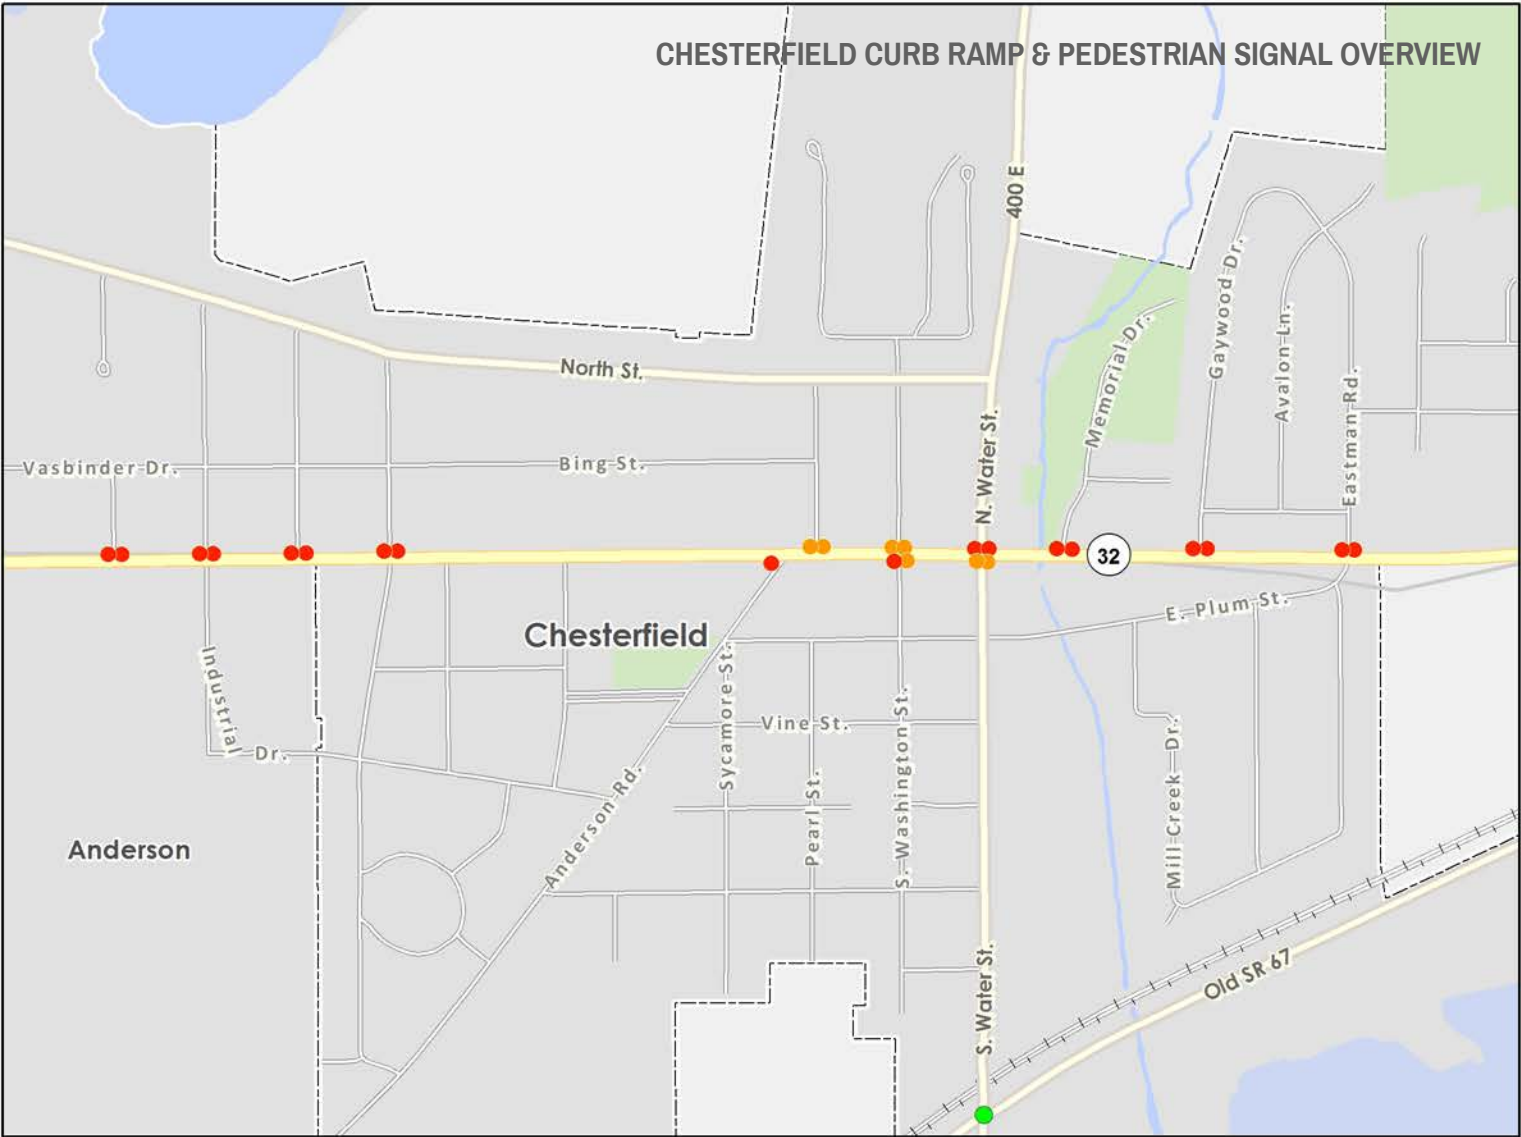 CHESTERFIELD CURB RAMP & PEDESTRIAN SIGNAL OVERVIEW
400 E
Gaywood Dr.
Memorial Dr.
Avalon Ln.
North St.
Eastman Rd.
N. Water St.
Vasbinder Dr.
Bing St.
32
E. Plum St.
Chesterfield
Industrial Dr.
Sycamore St.
Vine St.
S. Washington St.
Pearl St.
Mill Creek Dr.
Anderson Rd.
Anderson
S. Water St.
Old SR 67